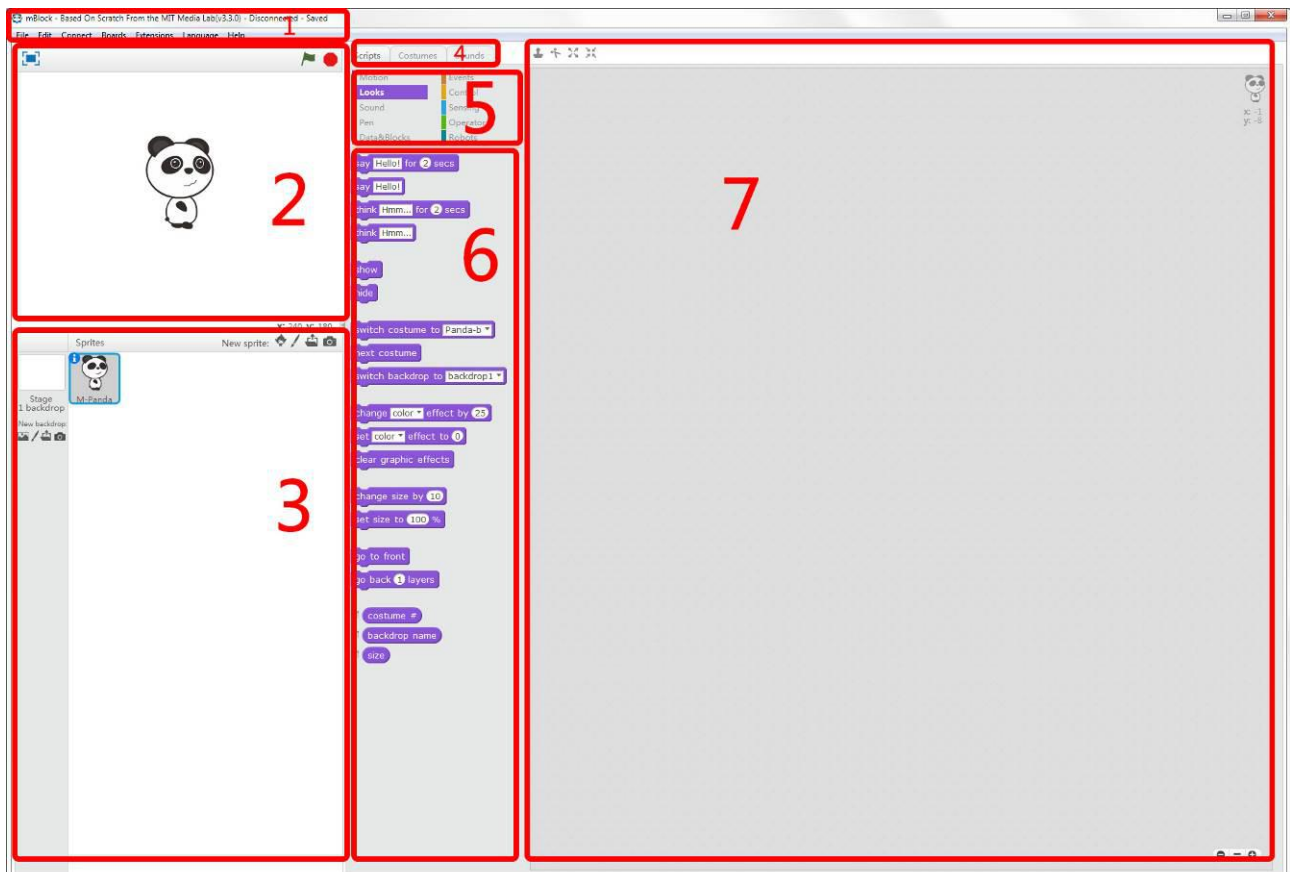 mBlock - Based On Scratch From the MIT Media Lab(v3.3.0) - Disconnected - Saved
1
File Edit Connect Boards Extensions Language Help
Scripts Costumes Sounds
4
Motion Events
Looks Control
Sound Sensing
Pen Operators
Data&Blocks Robots
5
x: -1
y: -6
say Hello! for 2 secs
say Hello!
think Hmm... for 2 secs
think Hmm...
show
hide
2
6
7
x: 240 y: 180
switch costume to Panda-b
next costume
switch backdrop to backdrop1
change color effect by 25
set color effect to 0
clear graphic effects
change size by 10
set size to 100 %
go to front
go back 1 layers
costume #
backdrop name
size
Sprites New sprite:
Stage
1 backdrop
M-Panda
New backdrop:
3